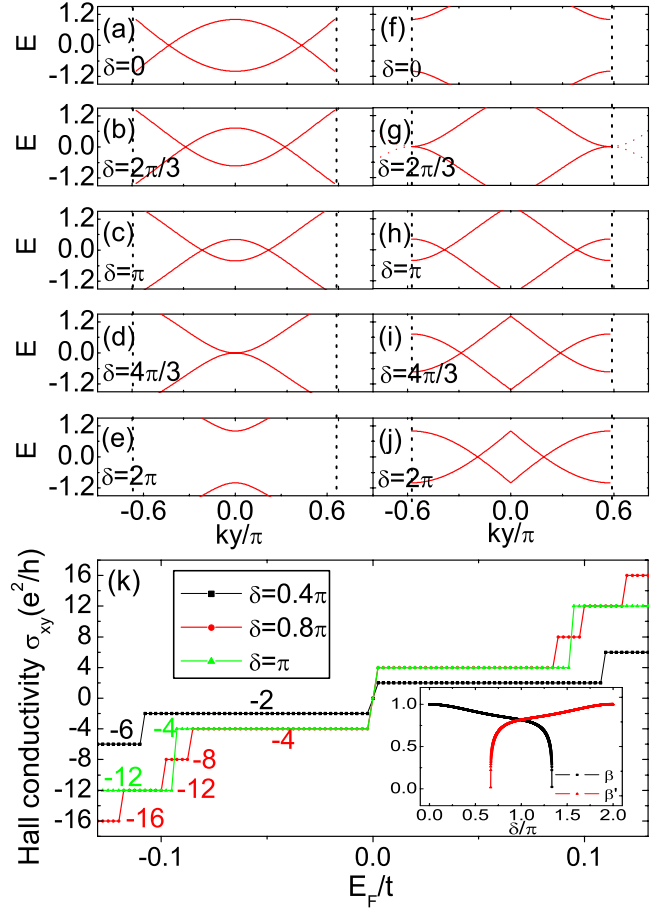 (a) δ=0
E 1.2 0.0 -1.2
(f) δ=0
(b) δ=2π/3
E 1.2 0.0 -1.2
(g) δ=2π/3
(c) δ=π
E 1.2 0.0 -1.2
(h) δ=π
(d) δ=4π/3
E 1.2 0.0 -1.2
(i) δ=4π/3
(e) δ=2π
E 1.2 0.0 -1.2
(j) δ=2π
-0.6 0.0 0.6 -0.6 0.0 0.6
ky/π ky/π
(k)
Hall conductivity σxy(e²/h)
16
12
8
4
0
-4
-8
-12
-16
δ=0.4π
δ=0.8π
δ=π
-2
-6
-4
-4
-8
-12
-12
-16
1.0
0.5
0.0
β
β'
0.0 0.5 1.0 1.5 2.0
δ/π
-0.1 0.0 0.1
E_F/t